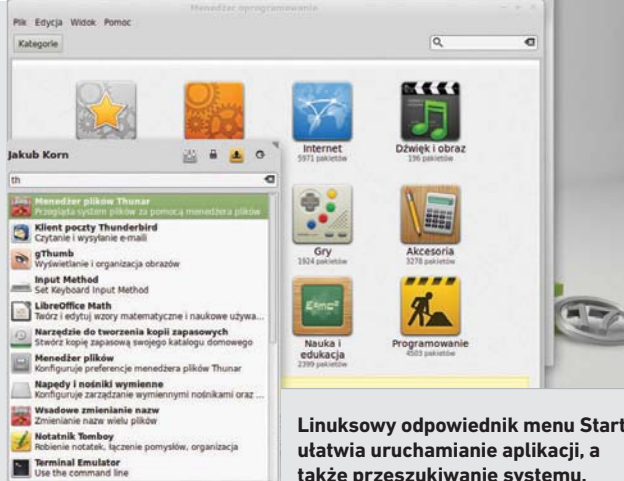 Menedżer oprogramowania
Plik Edycja Widok Pomoc
Kategorie
Internet
5971 pakietów
Dźwięk i obraz
196 pakietów
Gry
1924 pakietów
Akcesoria
3278 pakietów
Nauka i
edukacja
2399 pakietów
Programowanie
4503 pakietów
Jakub Korn
th
Menedżer plików Thunar
Przegląda system plików za pomocą menedżera plików
Klient poczty Thunderbird
Czytanie i wysyłanie e-maili
gThumb
Wyświetlanie i organizacja obrazów
Input Method
Set Keyboard Input Method
LibreOffice Math
Twórz i edytuj wzory matematyczne i naukowe używa...
Narzędzie do tworzenia kopii zapasowych
Stwórz kopię zapasową swojego katalogu domowego
Menedżer plików
Konfiguruje preferencje menedżera plików Thunar
Napędy i nośniki wymienne
Konfiguruje zarządzanie wymiennymi nośnikami oraz ...
Wsadowe zmienianie nazw
Zmienianie nazw wielu plików
Notatnik Tomboy
Robienie notatek, łączenie pomysłów, organizacja
Terminal Emulator
Use the command line
Linuksowy odpowiednik menu Start
ułatwia uruchamianie aplikacji, a
także przeszukiwanie systemu.